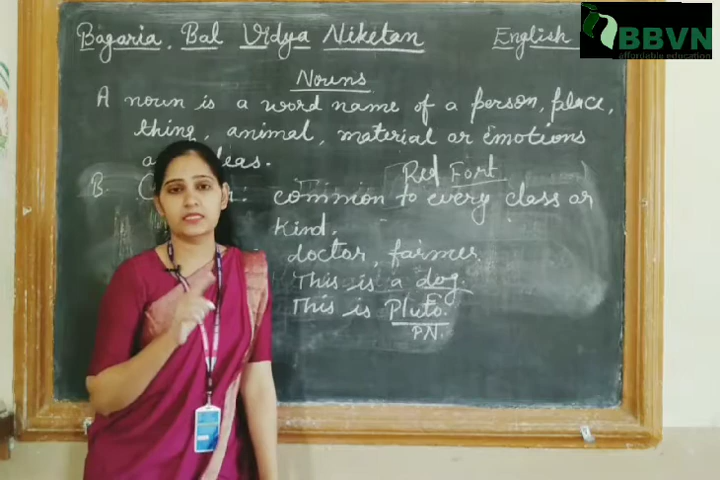 Bagaria. Bal Vidya Niketan English
BBVN
affordable education
Nouns
A noun is a word name of a person, place,
thing, animal, material or emotions
Red Fort
B. common to every class or
kind.
doctor, farmer.
This is a dog.
This is Pluto.
PN.